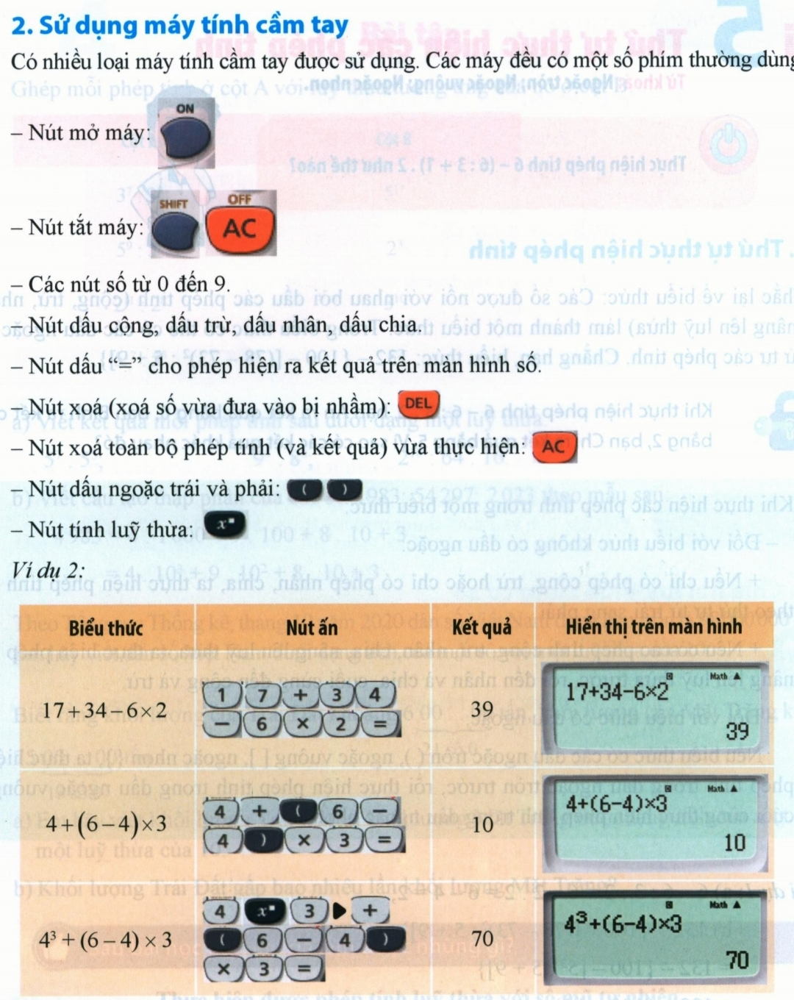 2. Sử dụng máy tính cầm tay
Có nhiều loại máy tính cầm tay được sử dụng. Các máy đều có một số phím thường dùng
– Nút mở máy: ON
– Nút tắt máy: SHIFT OFF AC
– Các nút số từ 0 đến 9.
– Nút dấu cộng, dấu trừ, dấu nhân, dấu chia.
– Nút dấu “=” cho phép hiện ra kết quả trên màn hình số.
– Nút xoá (xoá số vừa đưa vào bị nhầm): DEL
– Nút xoá toàn bộ phép tính (và kết quả) vừa thực hiện: AC
– Nút dấu ngoặc trái và phải: ( )
– Nút tính luỹ thừa: x■
Ví dụ 2:
Biểu thức Nút ấn Kết quả Hiển thị trên màn hình
17+34–6×2
1 7 + 3 4
– 6 × 2 =
39
Math ▲
17+34−6×2
39
4+(6–4)×3
4 + ( 6 –
4 ) × 3 =
10
Math ▲
4+(6−4)×3
10
4³ + (6 – 4) × 3
4 x■ 3 ▶ +
( 6 – 4 )
× 3 =
70
Math ▲
4³+(6−4)×3
70